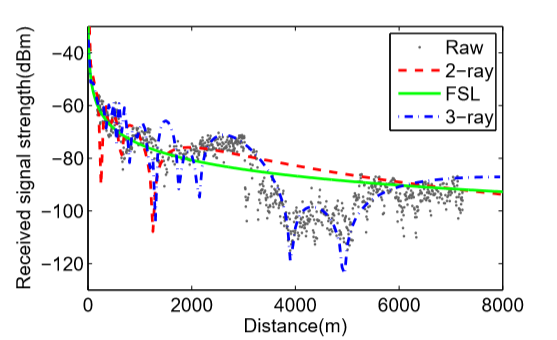 Received signal strength(dBm)
−40
−60
−80
−100
−120
0
2000
4000
6000
8000
Distance(m)
Raw
2−ray
FSL
3−ray